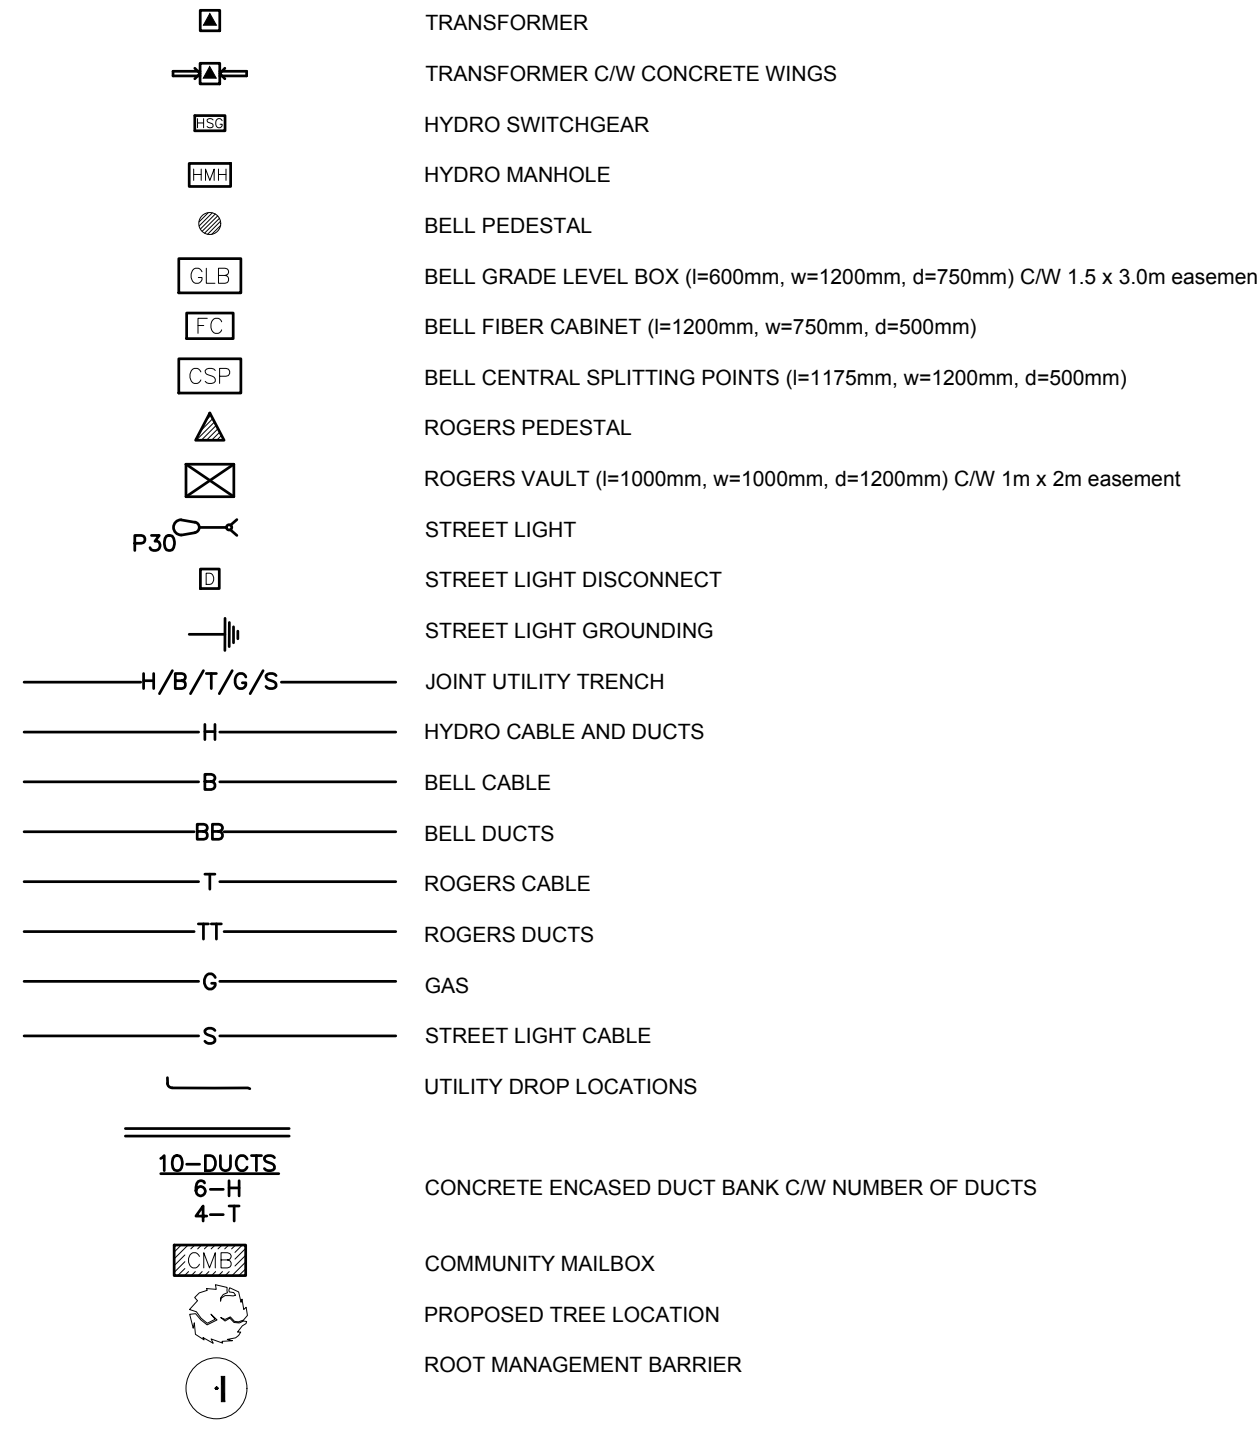 TRANSFORMER
TRANSFORMER C/W CONCRETE WINGS
HSG HYDRO SWITCHGEAR
HMH HYDRO MANHOLE
BELL PEDESTAL
GLB BELL GRADE LEVEL BOX (l=600mm, w=1200mm, d=750mm) C/W 1.5 x 3.0m easemen
FC BELL FIBER CABINET (l=1200mm, w=750mm, d=500mm)
CSP BELL CENTRAL SPLITTING POINTS (l=1175mm, w=1200mm, d=500mm)
ROGERS PEDESTAL
ROGERS VAULT (l=1000mm, w=1000mm, d=1200mm) C/W 1m x 2m easement
P30 STREET LIGHT
D STREET LIGHT DISCONNECT
STREET LIGHT GROUNDING
H/B/T/G/S JOINT UTILITY TRENCH
H HYDRO CABLE AND DUCTS
B BELL CABLE
BB BELL DUCTS
T ROGERS CABLE
TT ROGERS DUCTS
G GAS
S STREET LIGHT CABLE
UTILITY DROP LOCATIONS
10-DUCTS
6-H CONCRETE ENCASED DUCT BANK C/W NUMBER OF DUCTS
4-T
CMB COMMUNITY MAILBOX
PROPOSED TREE LOCATION
ROOT MANAGEMENT BARRIER